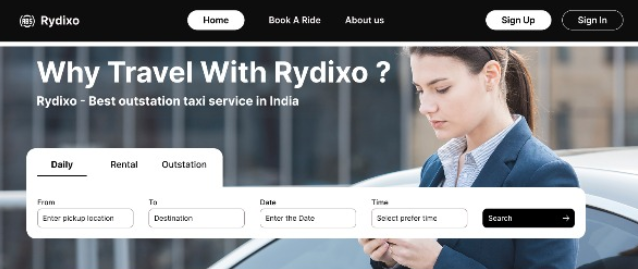 Rydixo
Home
Book A Ride
About us
Sign Up
Sign In
Why Travel With Rydixo ?
Rydixo - Best outstation taxi service in India
Daily
Rental
Outstation
From
To
Date
Time
Enter pickup location
Destination
Enter the Date
Select prefer time
Search